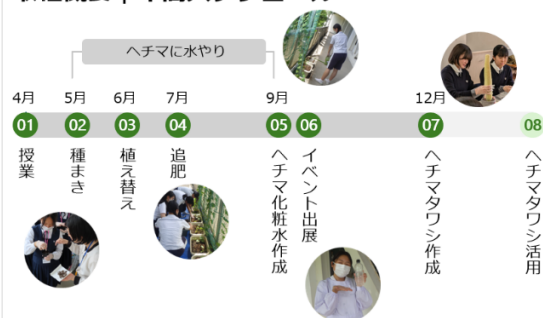 ヘチマに水やり
4月
5月
6月
7月
9月
12月
01
02
03
04
05
06
07
08
授業
種まき
植え替え
追肥
ヘチマ化粧水作成
イベント出展
ヘチマタワシ作成
ヘチマタワシ活用